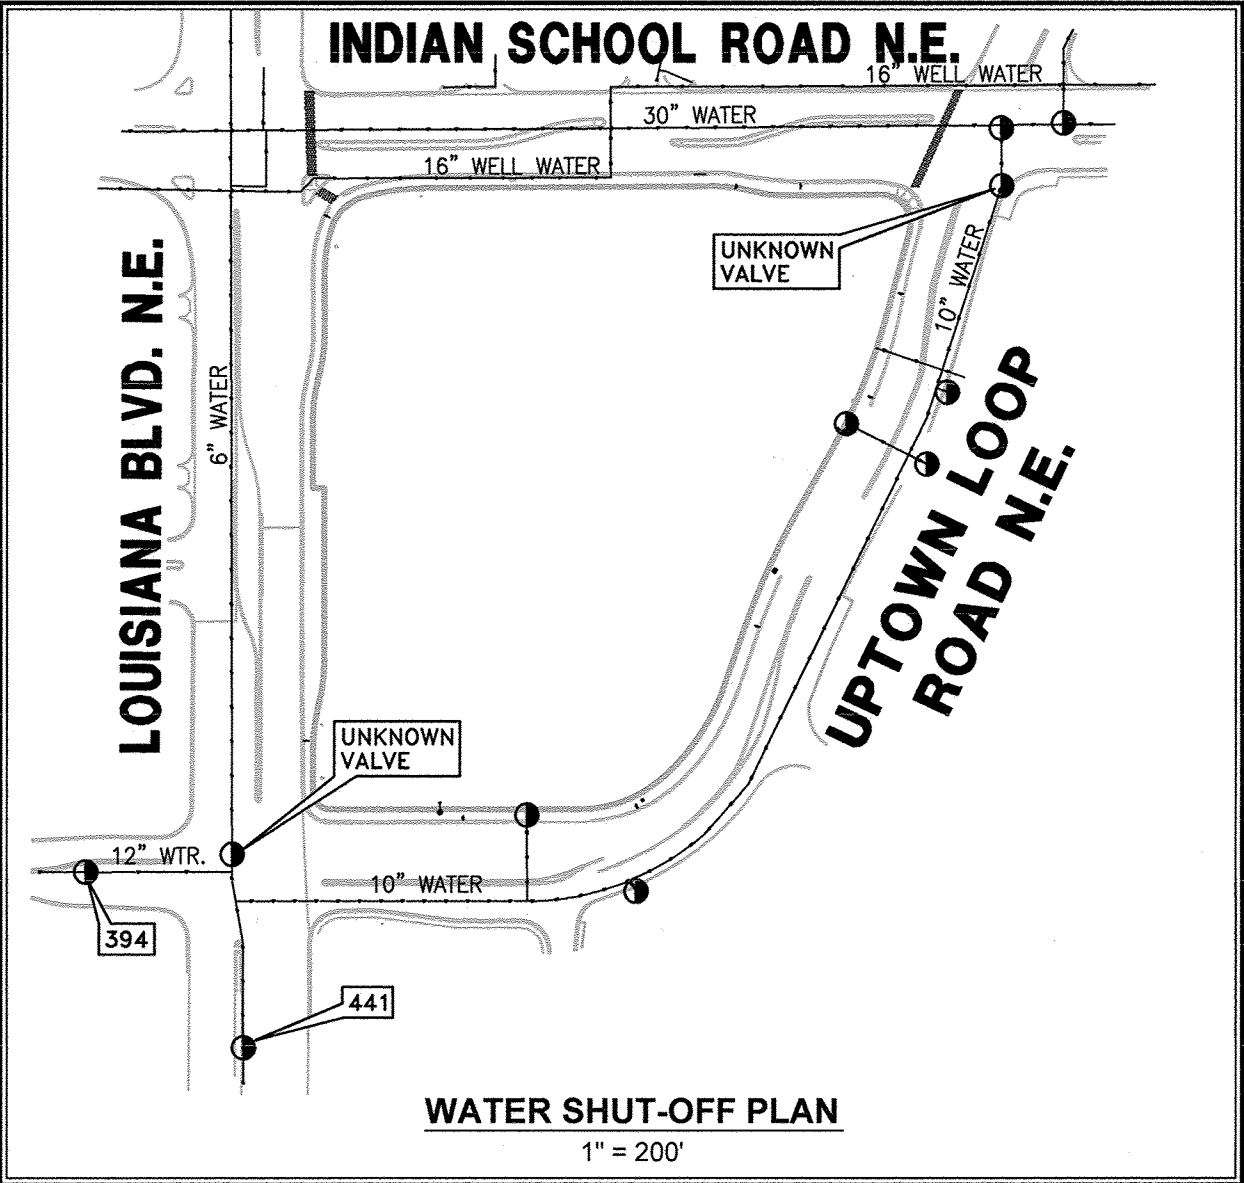 INDIAN SCHOOL ROAD N.E.
16" WELL WATER
30" WATER
16" WELL WATER
UNKNOWN
VALVE
10" WATER
LOUISIANA BLVD. N.E.
6" WATER
UPTOWN LOOP
ROAD N.E.
UNKNOWN
VALVE
12" WTR.
10" WATER
394
441
WATER SHUT-OFF PLAN
1" = 200'